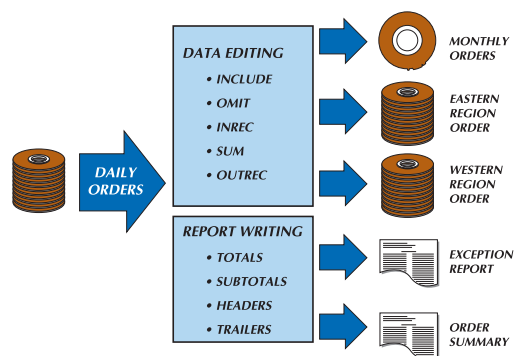 DAILY
ORDERS
DATA EDITING
• INCLUDE
• OMIT
• INREC
• SUM
• OUTREC
REPORT WRITING
• TOTALS
• SUBTOTALS
• HEADERS
• TRAILERS
MONTHLY
ORDERS
EASTERN
REGION
ORDER
WESTERN
REGION
ORDER
EXCEPTION
REPORT
ORDER
SUMMARY